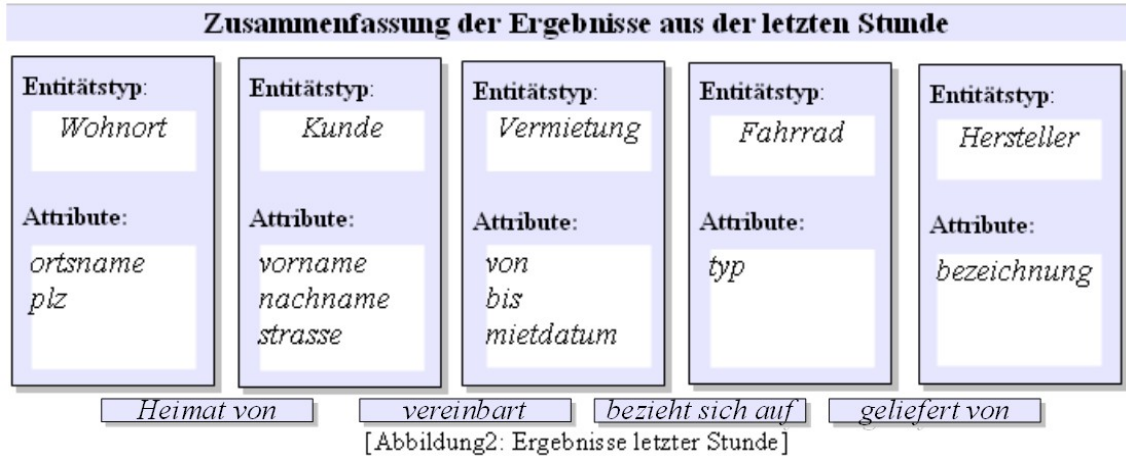 Zusammenfassung der Ergebnisse aus der letzten Stunde
Entitätstyp:
Wohnort
Attribute:
ortsname
plz
Entitätstyp:
Kunde
Attribute:
vorname
nachname
strasse
Entitätstyp:
Vermietung
Attribute:
von
bis
mietdatum
Entitätstyp:
Fahrrad
Attribute:
typ
Entitätstyp:
Hersteller
Attribute:
bezeichnung
Heimat von
vereinbart
bezieht sich auf
geliefert von
[Abbildung2: Ergebnisse letzter Stunde]